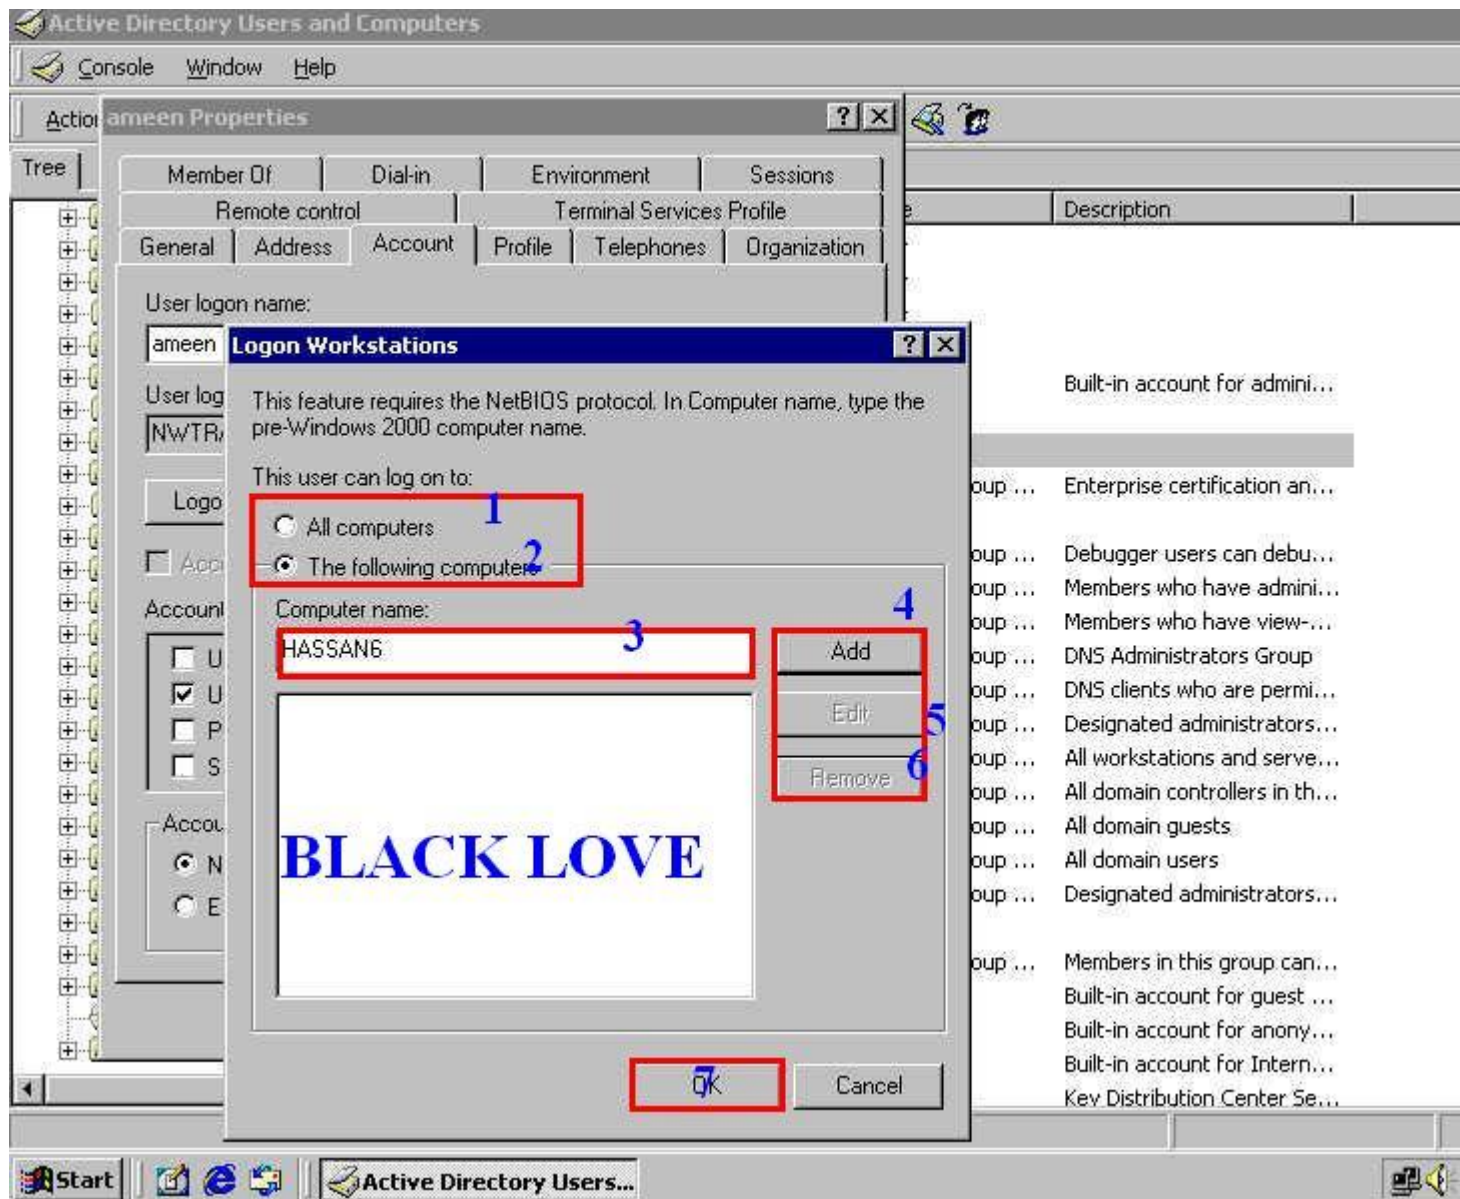 Active Directory Users and Computers
Console Window Help
Action
ameen Properties
Tree
Member Of Dial-in Environment Sessions
Remote control Terminal Services Profile
General Address Account Profile Telephones Organization
Description
User logon name:
ameen
Logon Workstations
User log
NWTRA
This feature requires the NetBIOS protocol. In Computer name, type the
pre-Windows 2000 computer name.
This user can log on to:
Logo
All computers 1
The following computers 2
Acco
Account
Computer name: 4
HASSAN6 3
Add
Edit 5
Remove 6
U
U
P
S
Accou
N
E
BLACK LOVE
OK 7
Cancel
Built-in account for admini...
oup ... Enterprise certification an...
oup ... Debugger users can debu...
oup ... Members who have admini...
oup ... Members who have view-...
oup ... DNS Administrators Group
oup ... DNS clients who are permi...
oup ... Designated administrators...
oup ... All workstations and serve...
oup ... All domain controllers in th...
oup ... All domain guests
oup ... All domain users
oup ... Designated administrators...
oup ... Members in this group can...
Built-in account for guest ...
Built-in account for anony...
Built-in account for Intern...
Key Distribution Center Se...
Start Active Directory Users...